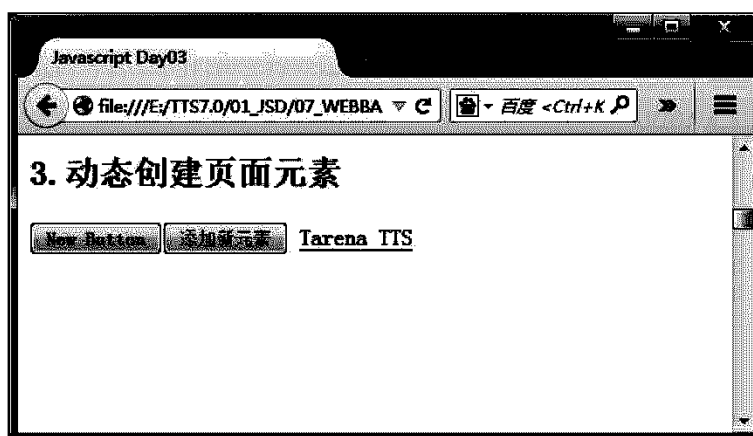 Javascript Day03
file:///E:/TTS7.0/01_JSD/07_WEBBA 百度 <Ctrl+K
3. 动态创建页面元素
New Button 添加新元素 Tarena TTS